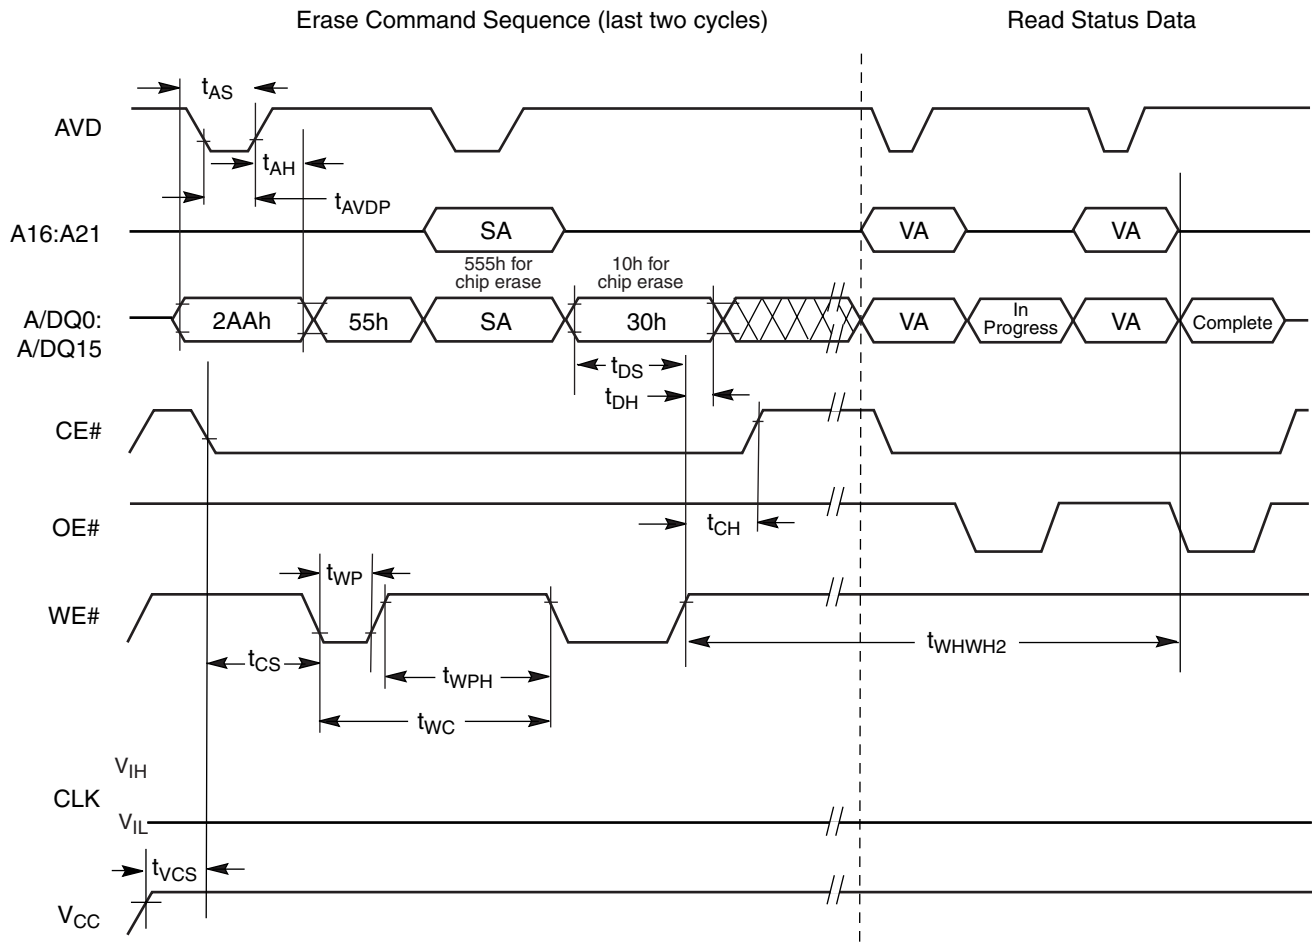 Erase Command Sequence (last two cycles)
Read Status Data
tAS
AVD
tAH
tAVDP
A16:A21
SA
VA
VA
555h for
chip erase
10h for
chip erase
A/DQ0:
A/DQ15
2AAh
55h
SA
30h
VA
In
Progress
VA
Complete
tDS
tDH
CE#
OE#
tCH
tWP
WE#
tWHWH2
tCS
tWPH
tWC
VIH
CLK
VIL
tVCS
VCC